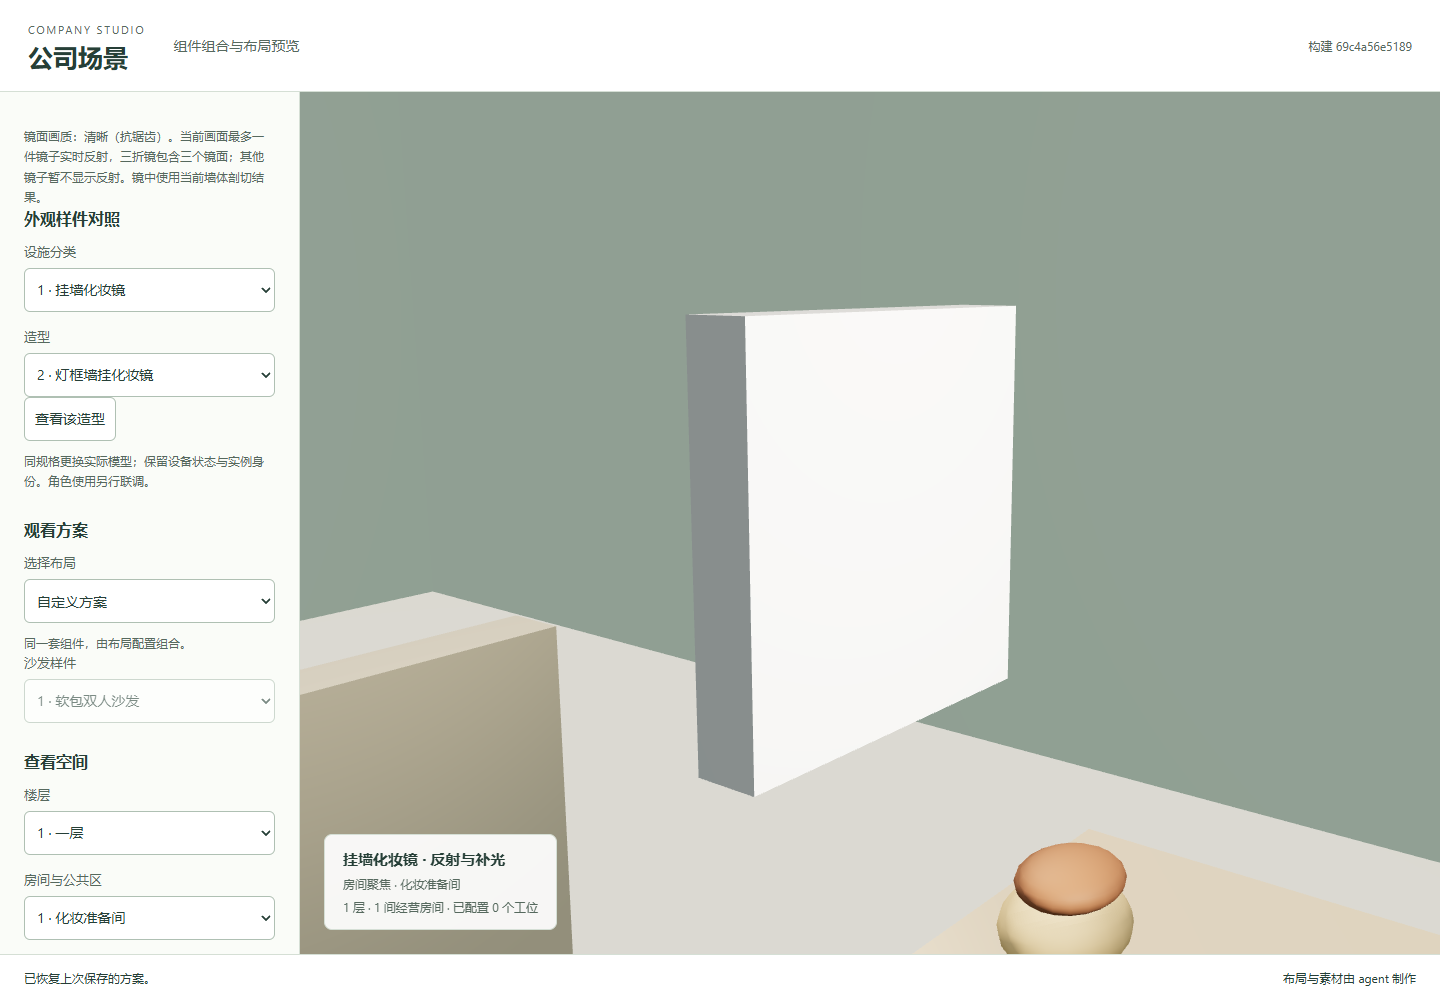 COMPANY STUDIO
公司场景
组件组合与布局预览
构建 69c4a56e5189
镜面画质：清晰（抗锯齿）。当前画面最多一
件镜子实时反射，三折镜包含三个镜面；其他
镜子暂不显示反射。镜中使用当前墙体剖切结
果。
外观样件对照
设施分类
1 · 挂墙化妆镜
造型
2 · 灯框墙挂化妆镜
查看该造型
同规格更换实际模型；保留设备状态与实例身
份。角色使用另行联调。
观看方案
选择布局
自定义方案
同一套组件，由布局配置组合。
沙发样件
1 · 软包双人沙发
查看空间
楼层
1 · 一层
房间与公共区
1 · 化妆准备间
挂墙化妆镜 · 反射与补光
房间聚焦 · 化妆准备间
1 层 · 1 间经营房间 · 已配置 0 个工位
已恢复上次保存的方案。
布局与素材由 agent 制作